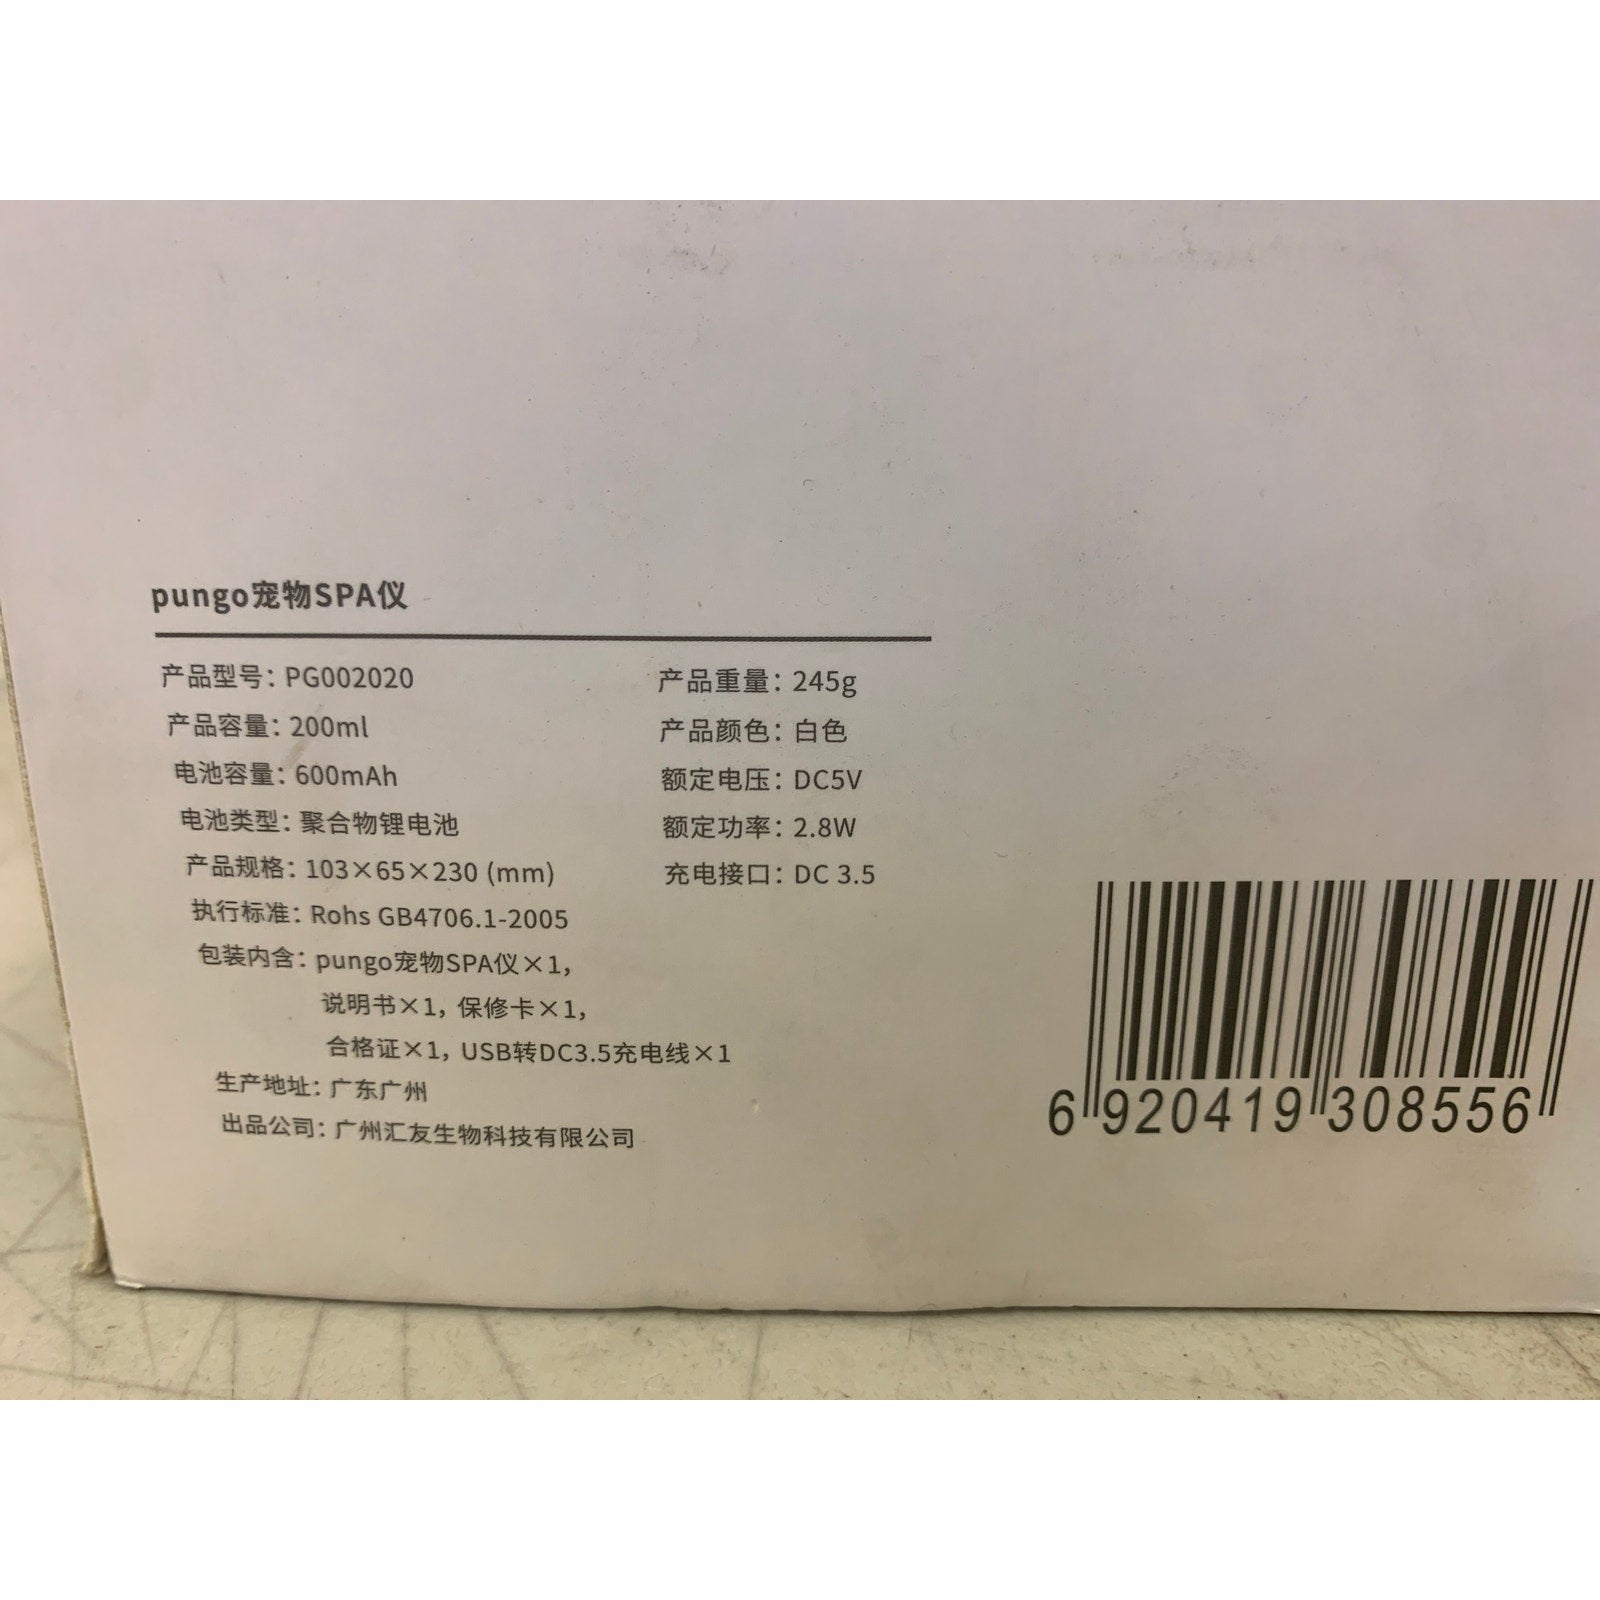 pungo宠物SPA仪
产品型号：PG002020
产品容量：200ml
电池容量：600mAh
电池类型：聚合物锂电池
产品规格：103×65×230 (mm)
执行标准：Rohs GB4706.1-2005
包装内含：pungo宠物SPA仪×1，
说明书×1，保修卡×1，
合格证×1，USB转DC3.5充电线×1
生产地址：广东广州
出品公司：广州汇友生物科技有限公司
产品重量：245g
产品颜色：白色
额定电压：DC5V
额定功率：2.8W
充电接口：DC 3.5
6 920419 308556